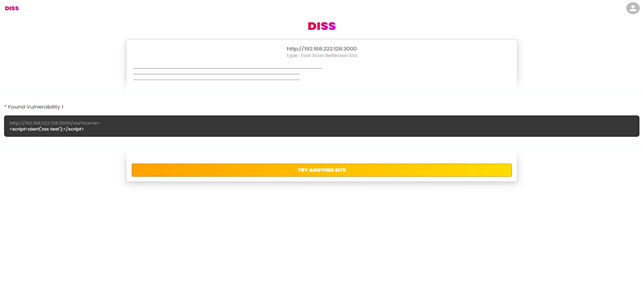 DISS
DISS
http://192.168.222.128:3000
Type : Fast Scan Reflected XSS
* Found Vulnerability 1
http://192.168.222.128:3000/xss?name=
<script>alert('xss test');</script>
TRY ANOTHER SITE